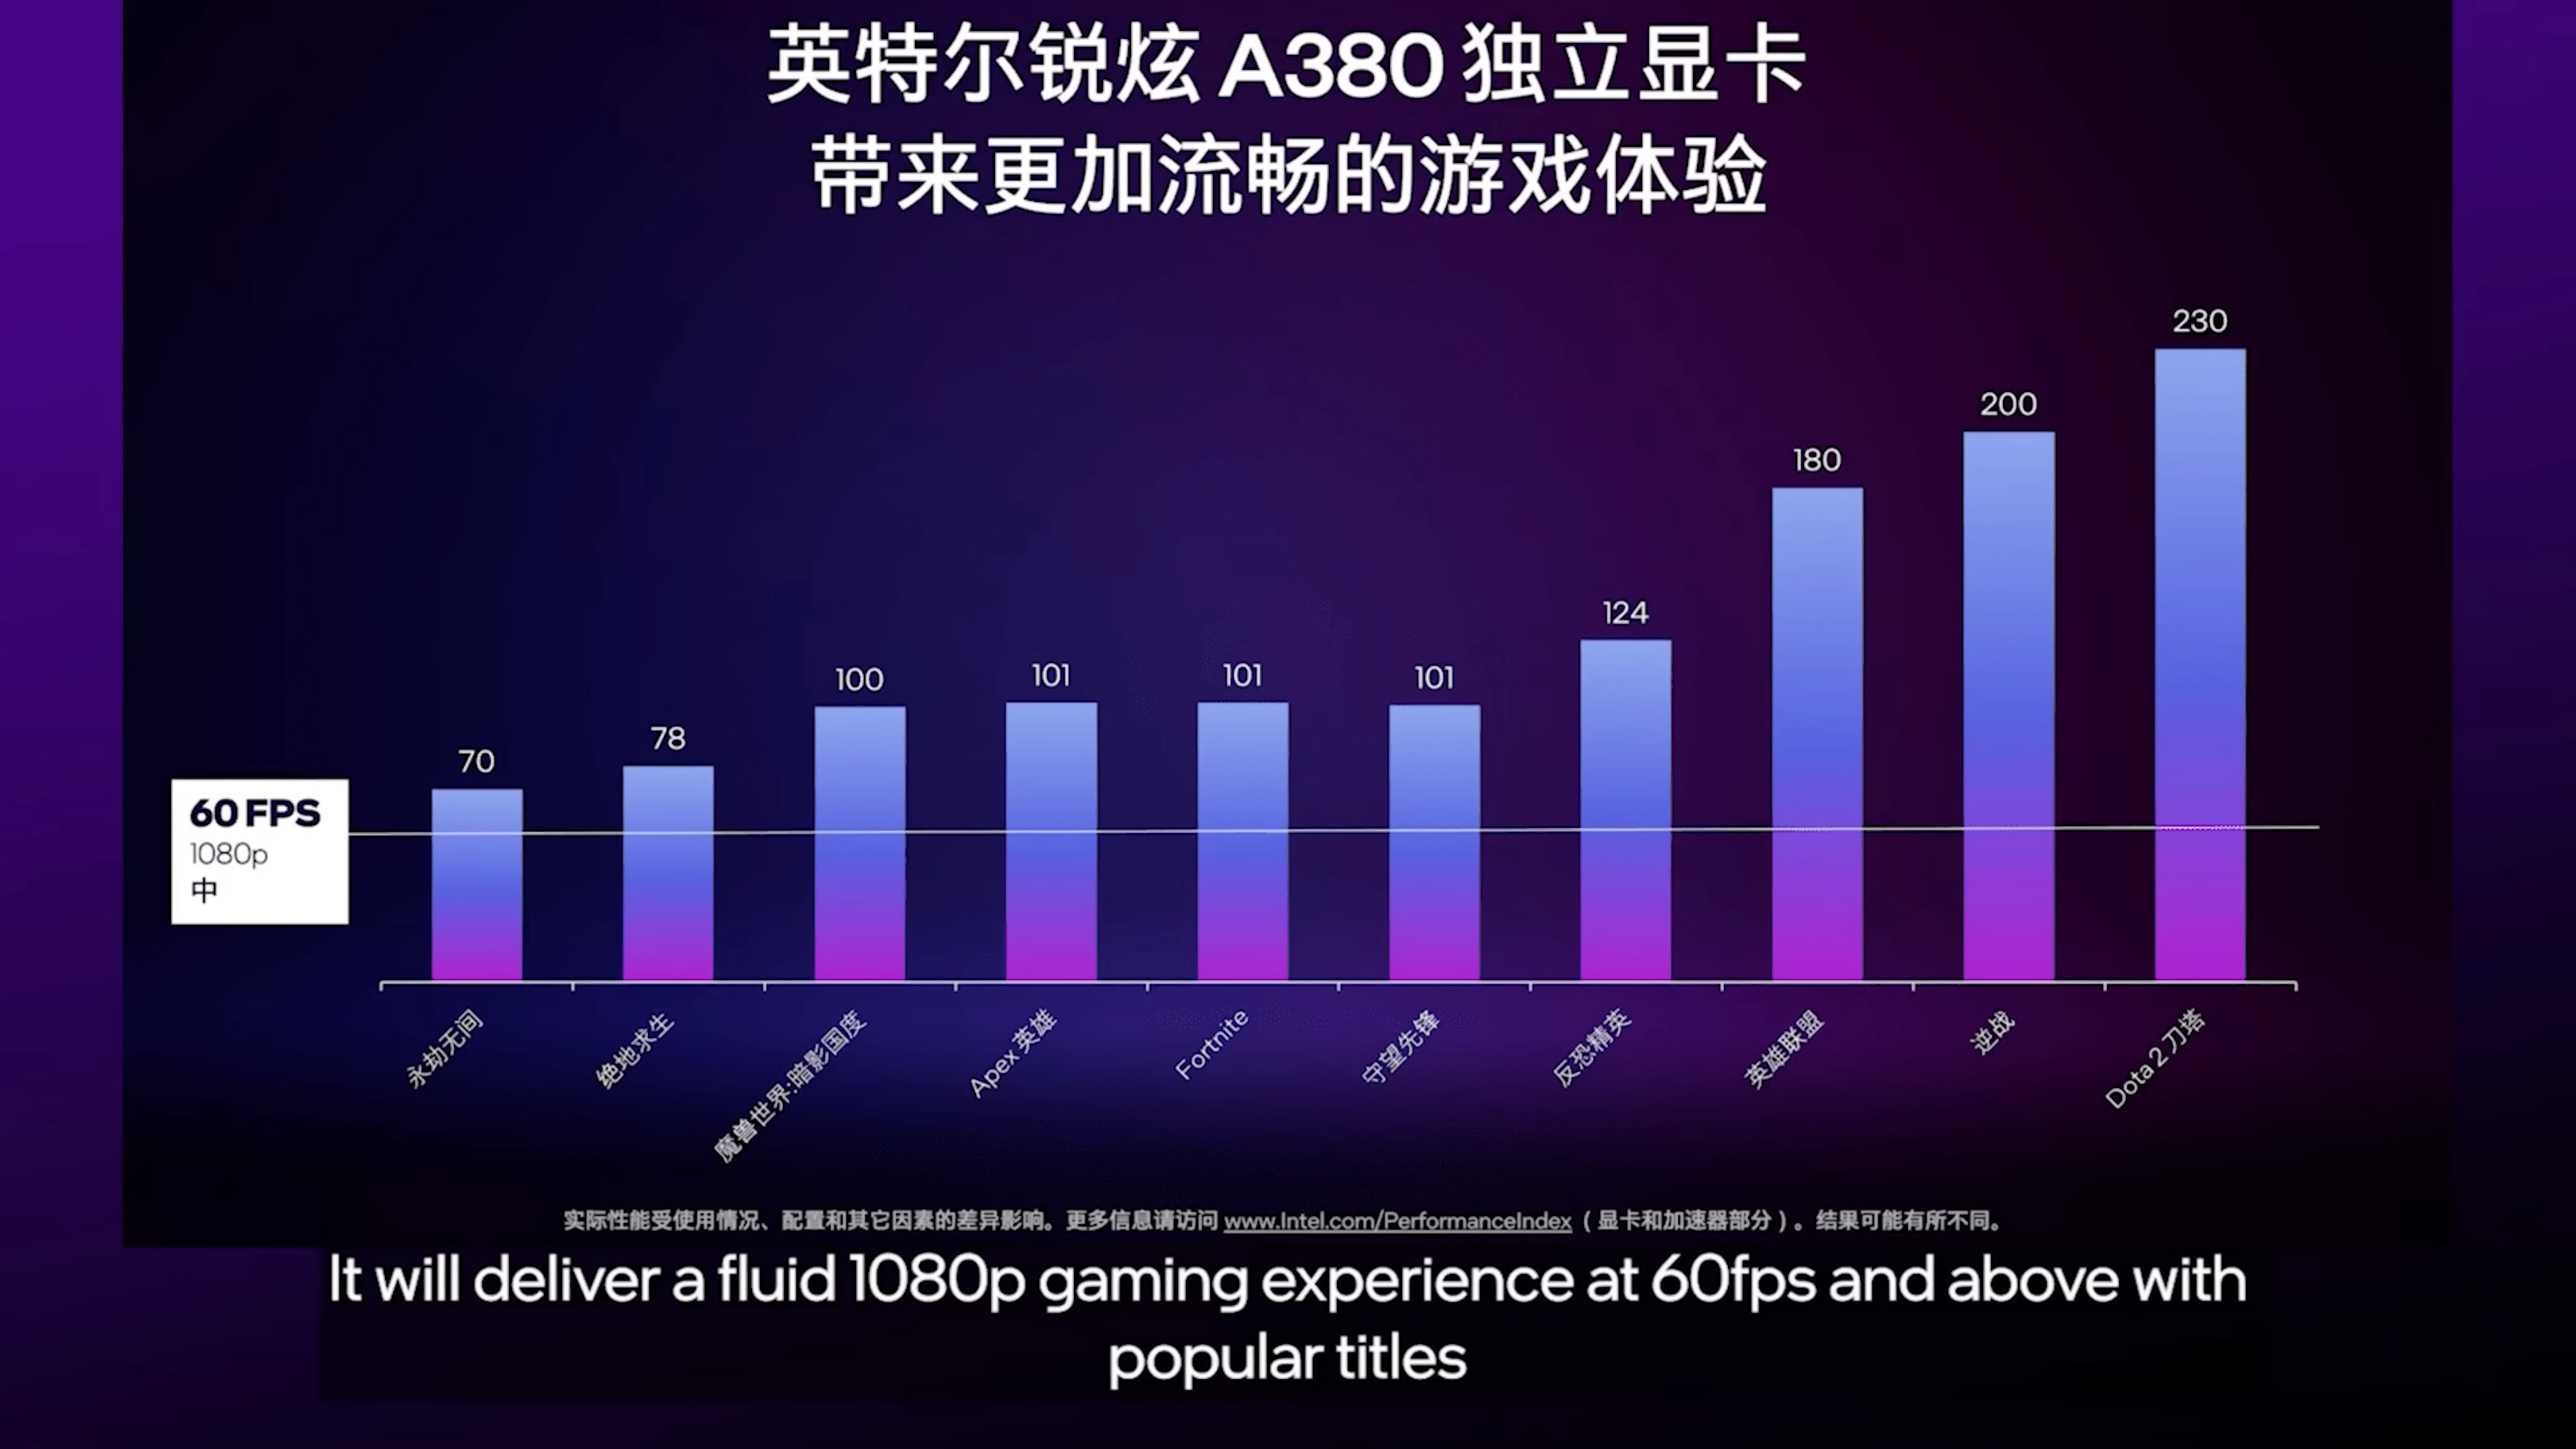 英特尔锐炫 A380 独立显卡
带来更加流畅的游戏体验
230
200
180
124
101
101
101
100
78
70
60 FPS
1080p
中
永劫无间
绝地求生
魔兽世界:暗影国度
Apex 英雄
Fortnite
守望先锋
反恐精英
英雄联盟
逆战
Dota 2 刀塔
实际性能受使用情况、配置和其它因素的差异影响。更多信息请访问 www.Intel.com/PerformanceIndex（显卡和加速器部分）。结果可能有所不同。
It will deliver a fluid 1080p gaming experience at 60fps and above with
popular titles